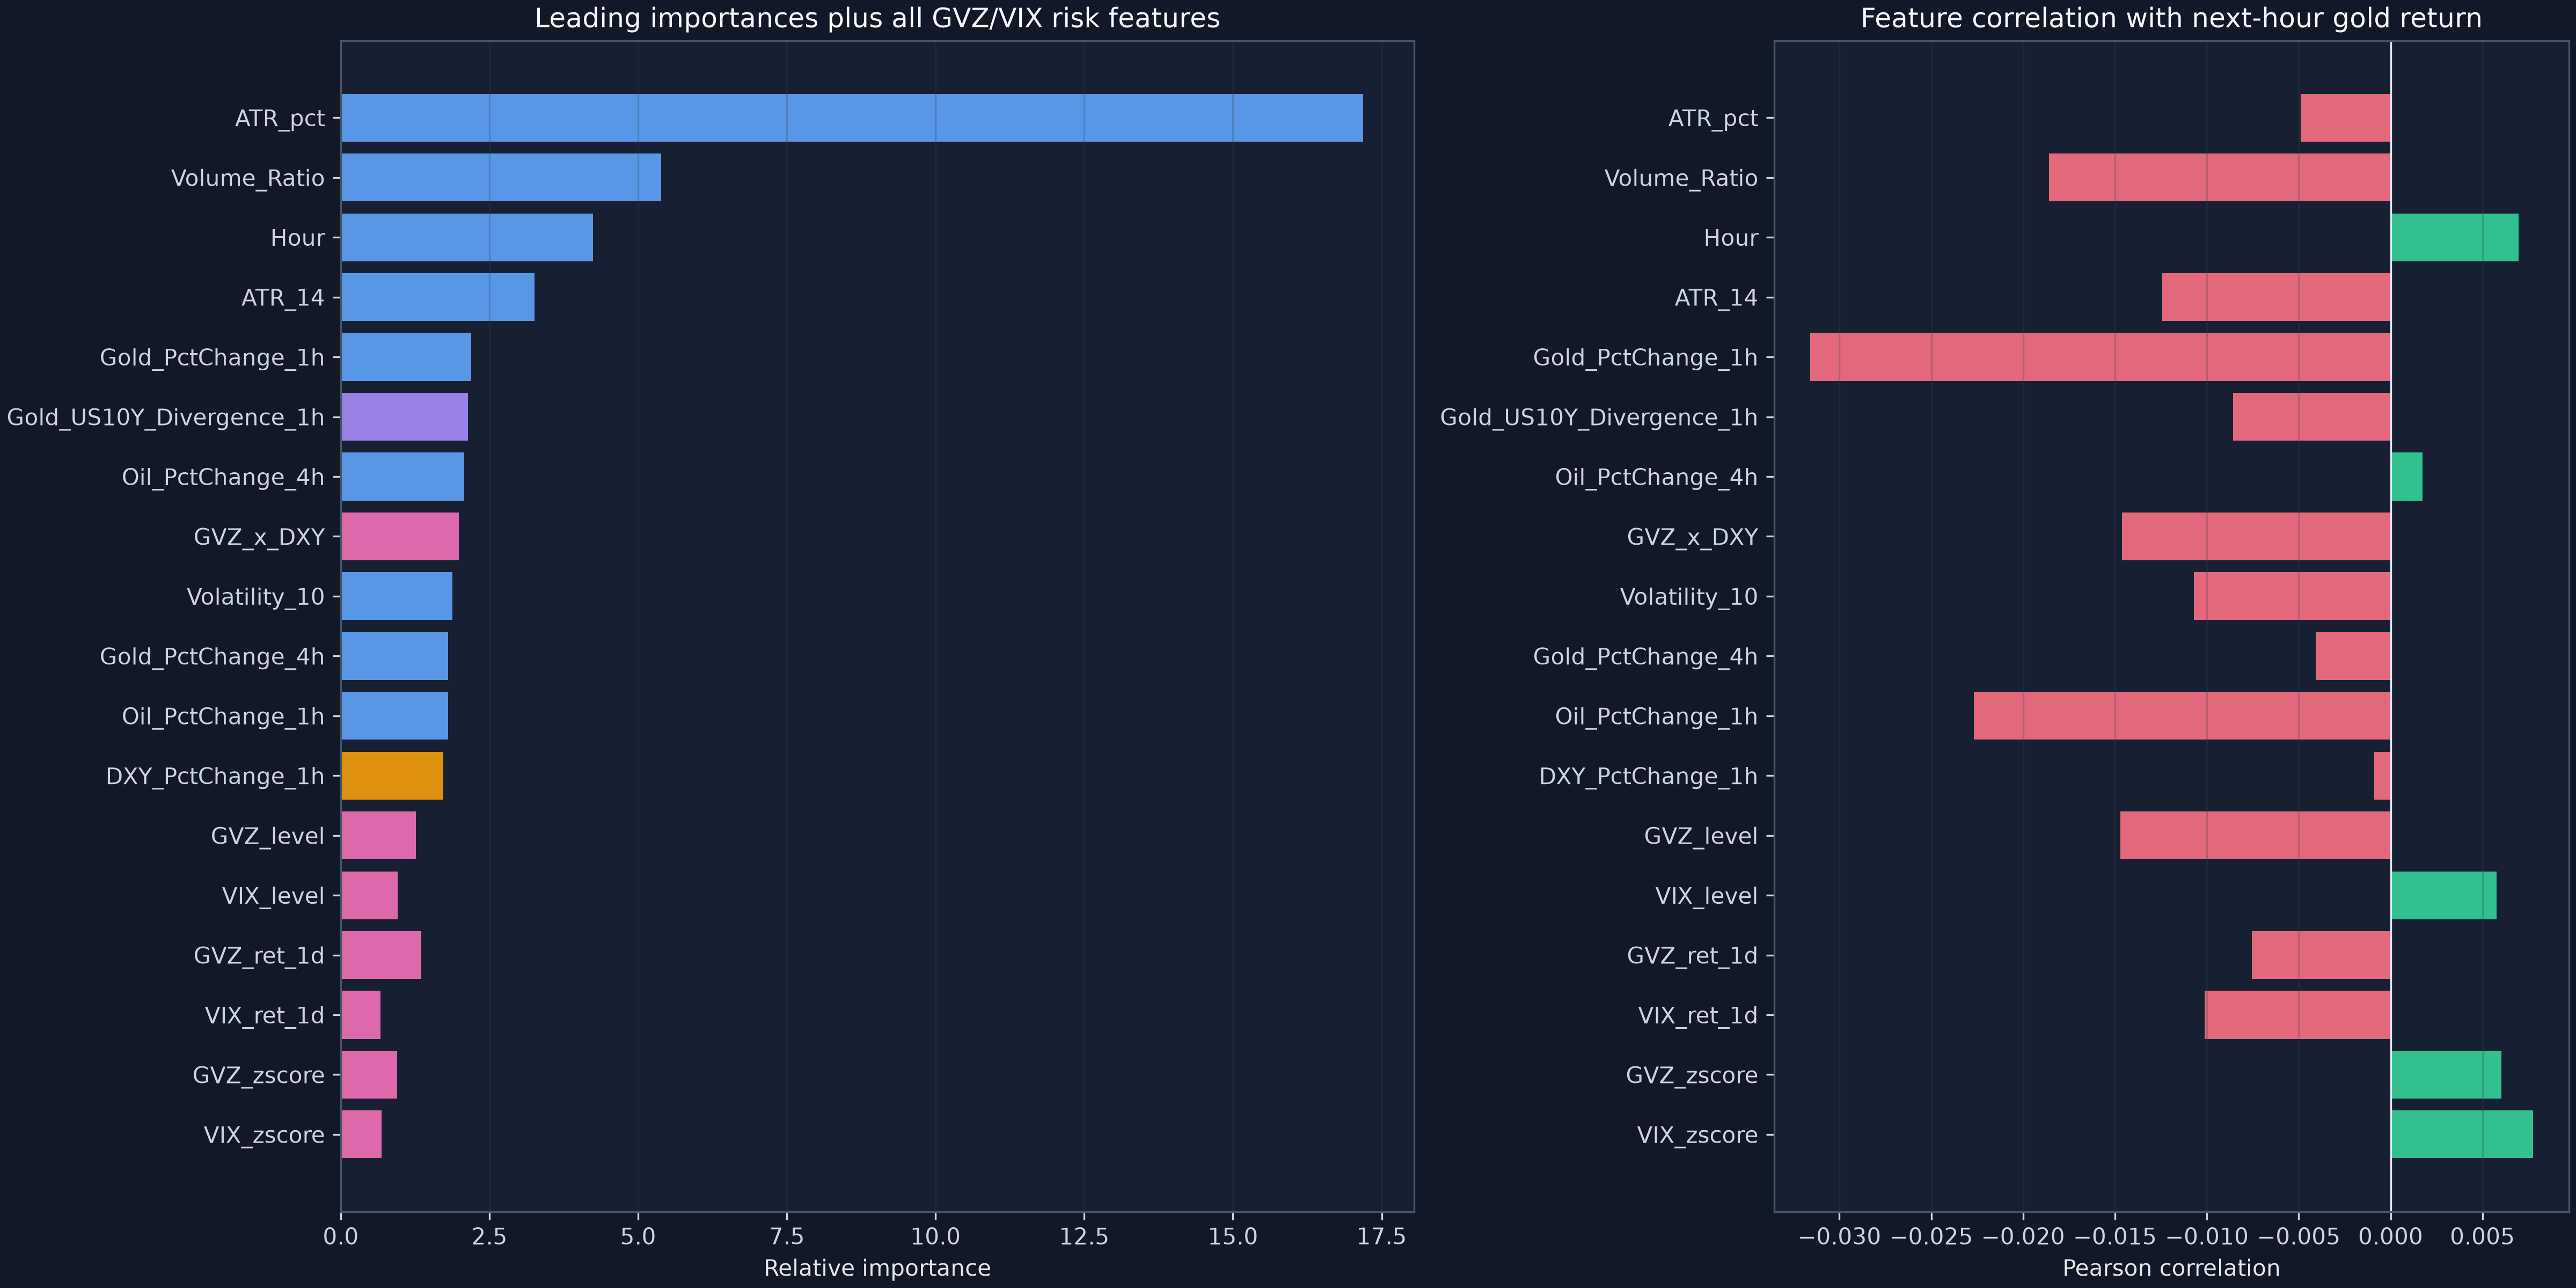 Leading importances plus all GVZ/VIX risk features
ATR_pct
Volume_Ratio
Hour
ATR_14
Gold_PctChange_1h
Gold_US10Y_Divergence_1h
Oil_PctChange_4h
GVZ_x_DXY
Volatility_10
Gold_PctChange_4h
Oil_PctChange_1h
DXY_PctChange_1h
GVZ_level
VIX_level
GVZ_ret_1d
VIX_ret_1d
GVZ_zscore
VIX_zscore
0.0 2.5 5.0 7.5 10.0 12.5 15.0 17.5
Relative importance
Feature correlation with next-hour gold return
ATR_pct
Volume_Ratio
Hour
ATR_14
Gold_PctChange_1h
Gold_US10Y_Divergence_1h
Oil_PctChange_4h
GVZ_x_DXY
Volatility_10
Gold_PctChange_4h
Oil_PctChange_1h
DXY_PctChange_1h
GVZ_level
VIX_level
GVZ_ret_1d
VIX_ret_1d
GVZ_zscore
VIX_zscore
−0.030 −0.025 −0.020 −0.015 −0.010 −0.005 0.000 0.005
Pearson correlation